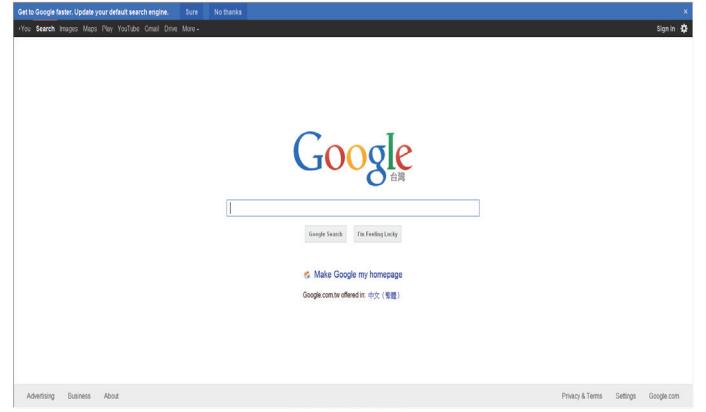 Get to Google faster. Update your default search engine. Sure No thanks ×
+You Search Images Maps Play YouTube Gmail Drive More Sign in
Google
台灣
Google Search I'm Feeling Lucky
Make Google my homepage
Google.com.tw offered in: 中文 (繁體)
Advertising Business About Privacy & Terms Settings Google.com